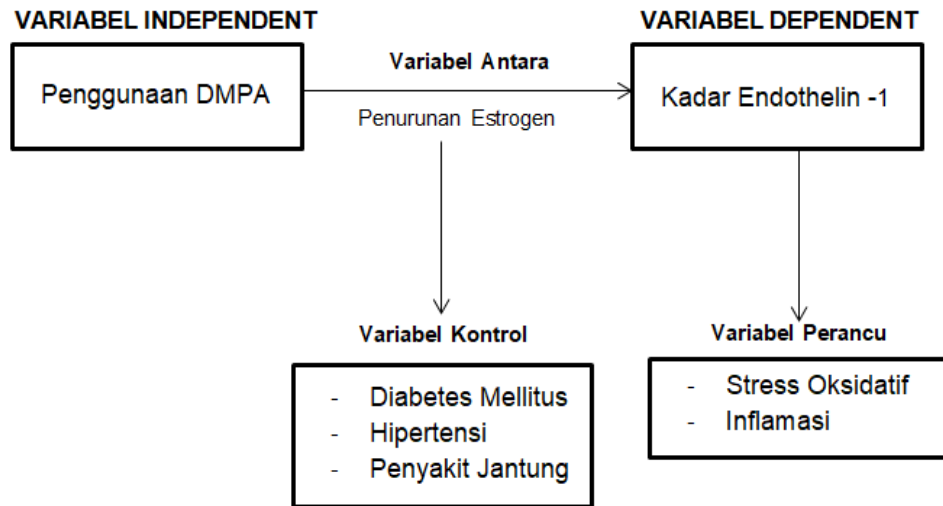 VARIABEL INDEPENDENT
VARIABEL DEPENDENT
Penggunaan DMPA
Variabel Antara
Penurunan Estrogen
Kadar Endothelin -1
Variabel Kontrol
- Diabetes Mellitus
- Hipertensi
- Penyakit Jantung
Variabel Perancu
- Stress Oksidatif
- Inflamasi